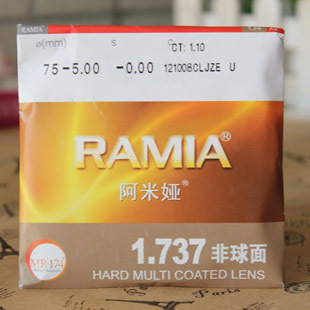 RAMIA®
ø(mm) S C CT: 1.10
75-5.00 -0.00 121008CLJZE U
RAMIA®
阿米娅®
1.737 非球面
HARD MULTI COATED LENS
MR-174
Paris